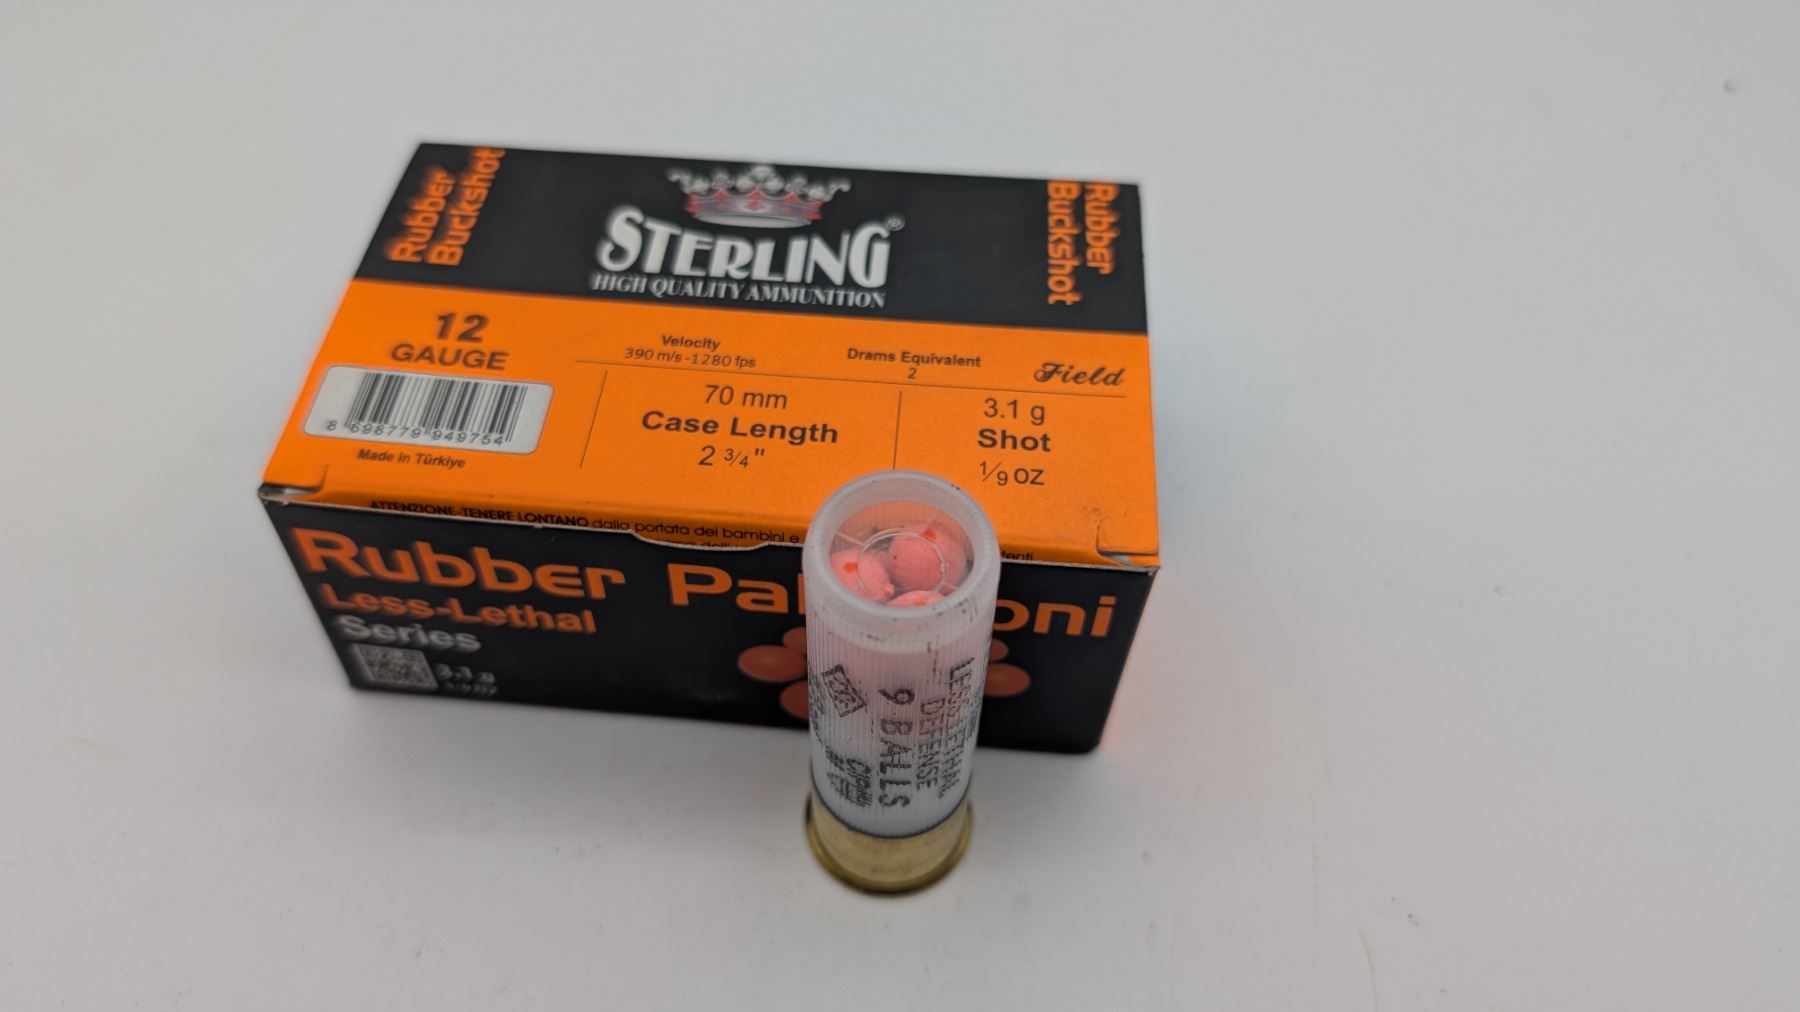 Rubber
Buckshot
STERLING®
HIGH QUALITY AMMUNITION
Rubber
Buckshot
12
GAUGE
Velocity
390 m/s-1280 fps
Drams Equivalent
2
Field
70 mm
Case Length
2 3/4"
3.1 g
Shot
1/9 oz
8 698779 949754
Made in Türkiye
ATTENZIONE-TENERE LONTANO dalla portata dei bambini e
Rubber Pa oni
Less-Lethal
Series
3.1 g
LESS LETHAL
DEFENSE
9 BALLS